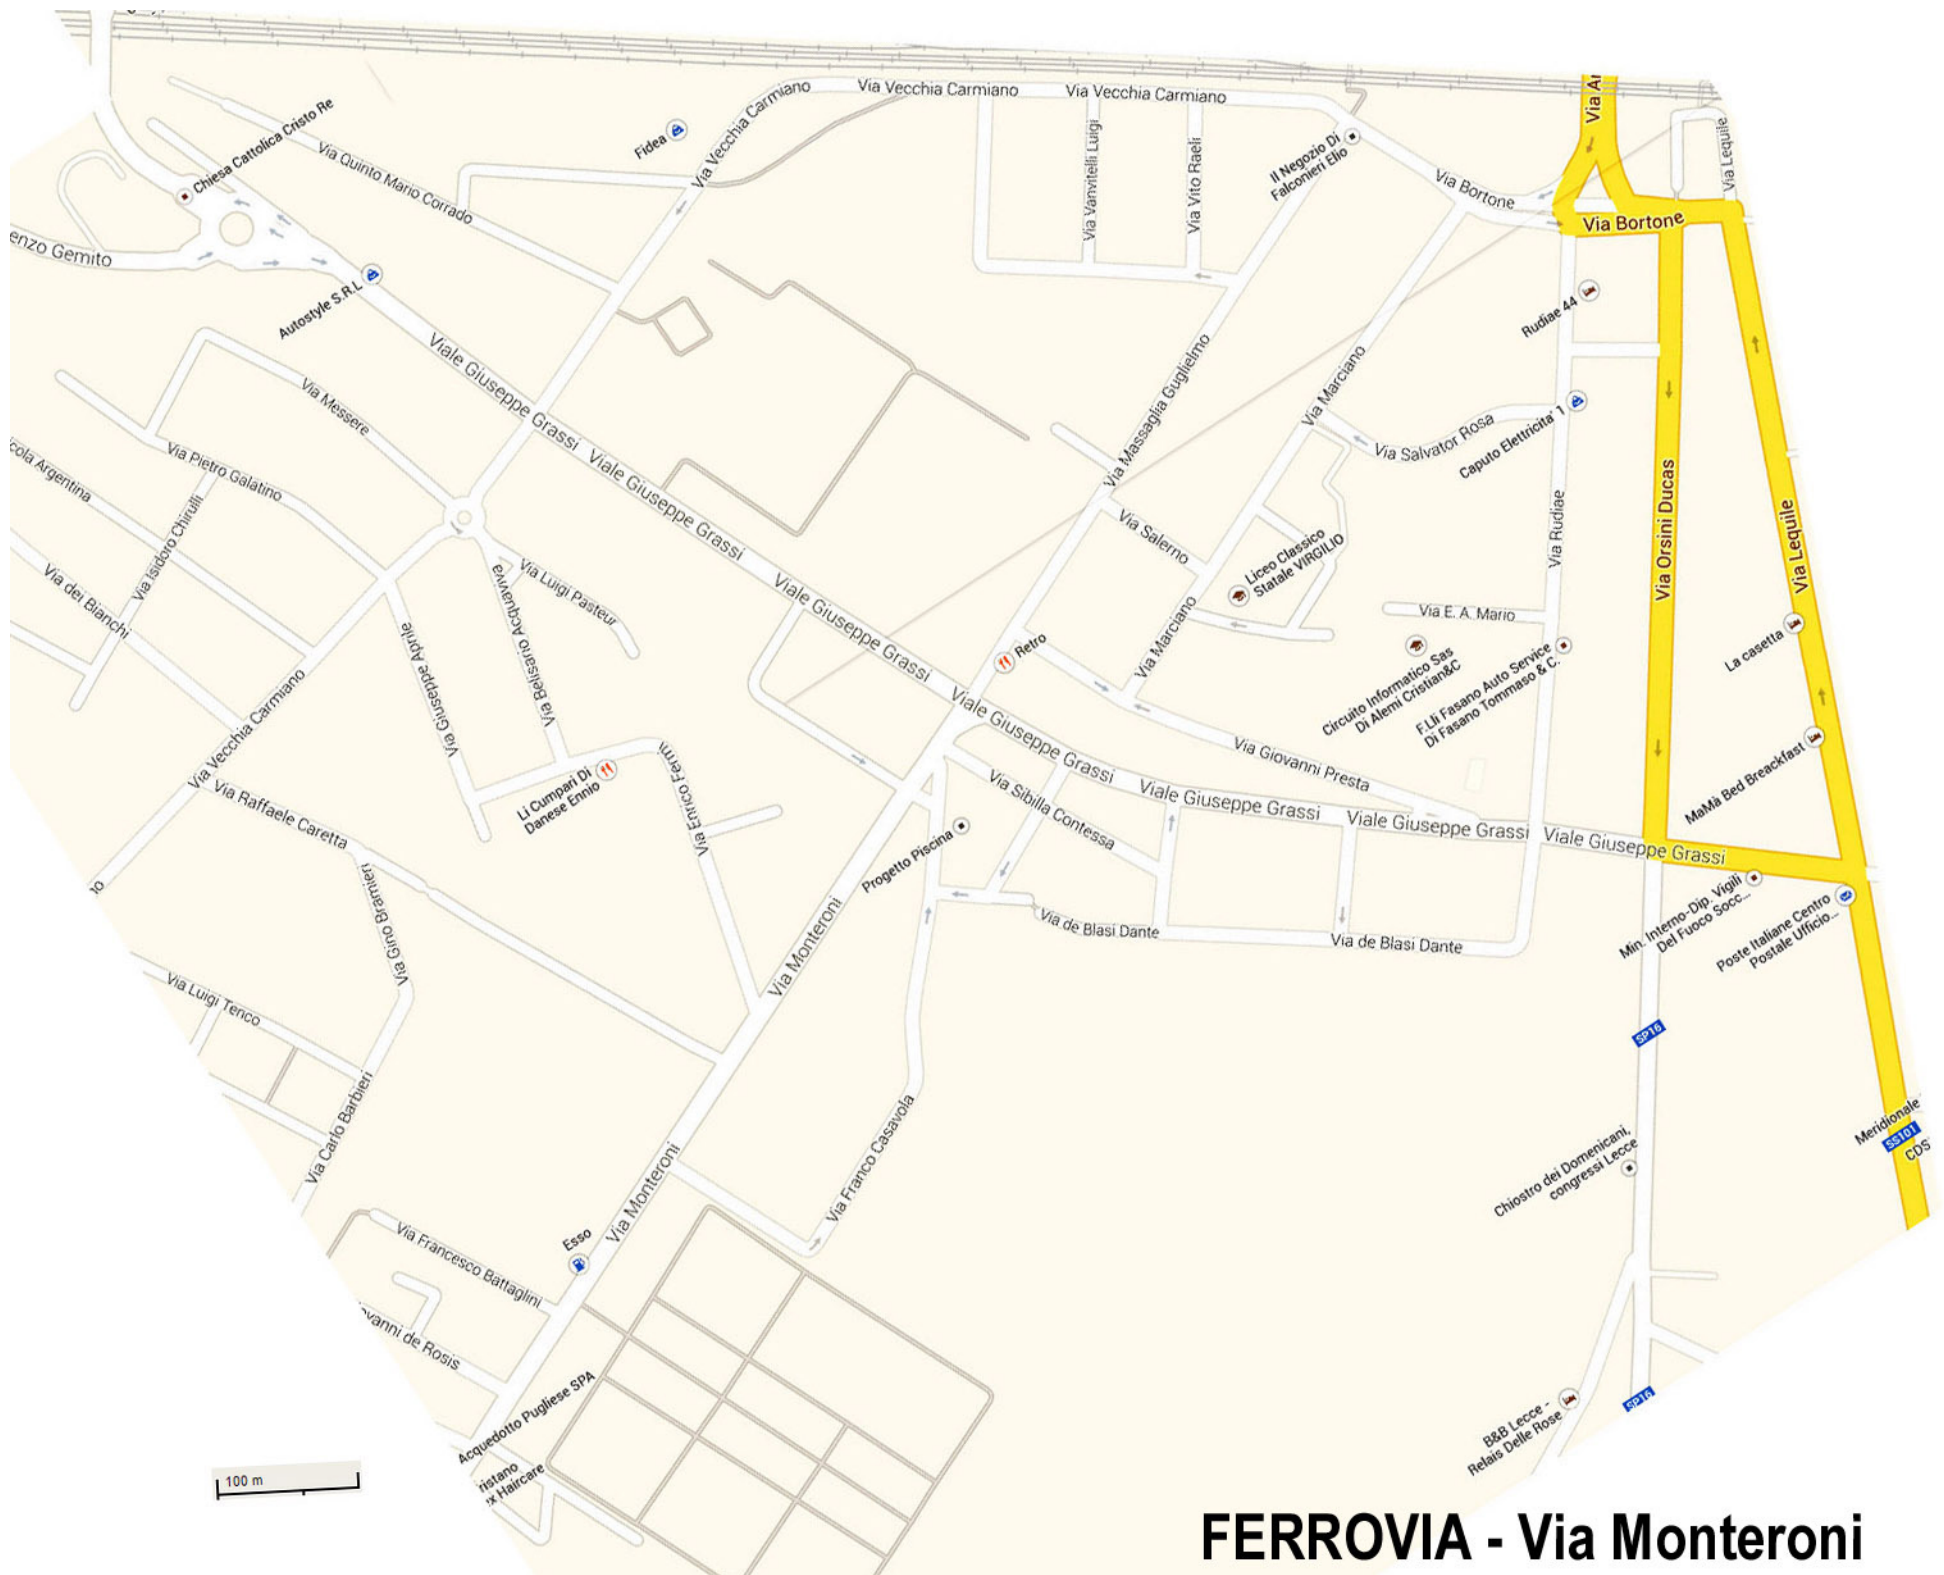 Via Vecchia Carmiano
Via Vecchia Carmiano
Via Vecchia Carmiano
Via Ar
Chiesa Cattolica Cristo Re
Fidea
Via Quinto Mario Corrado
Via Vanvitelli Luigi
Via Vito Raeli
Il Negozio Di
Falconieri Elio
Via Bortone
Via Bortone
Via Lequile
enzo Gemito
Autostyle S.R.L
Rudiae 44
Viale Giuseppe Grassi
Via Messere
Via Massaglia Guglielmo
Via Marciano
Via Salvator Rosa
Caputo Elettricita' 1
cola Argentina
Via Pietro Galatino
Via Isidoro Chirulli
Viale Giuseppe Grassi
Via Salerno
Liceo Classico
Statale VIRGILIO
Via Rudiae
Via Orsini Ducas
Via Lequile
Via dei Bianchi
Via Luigi Pasteur
Via Belisario Acquaviva
Via Giuseppe Aprile
Viale Giuseppe Grassi
Via Marciano
Via E. A. Mario
Retro
Circuito Informatico Sas
Di Alemi Cristian&C
F.Lli Fasano Auto Service
Di Fasano Tommaso & C.
La casetta
Via Vecchia Carmiano
Viale Giuseppe Grassi
Via Giovanni Presta
MaMà Bed Breackfast
Li Cumpari Di
Danese Ennio
Via Enrico Fermi
Via Sibilla Contessa
Viale Giuseppe Grassi
Viale Giuseppe Grassi
Viale Giuseppe Grassi
Via Raffaele Caretta
Progetto Piscina
no
Via Gino Bramieri
Via Monteroni
Via de Blasi Dante
Via de Blasi Dante
Min. Interno-Dip. Vigili
Del Fuoco Socc...
Poste Italiane Centro
Postale Ufficio...
Via Luigi Tenco
SP16
Via Carlo Barbieri
Via Franco Casavola
Via Monteroni
Chiostro dei Domenicani,
congressi Lecce
Meridionale
SS101
CDS
Esso
Via Francesco Battaglini
ovanni de Rosis
Acquedotto Pugliese SPA
ristano
ex Haircare
B&B Lecce -
Relais Delle Rose
SP16
100 m
FERROVIA - Via Monteroni